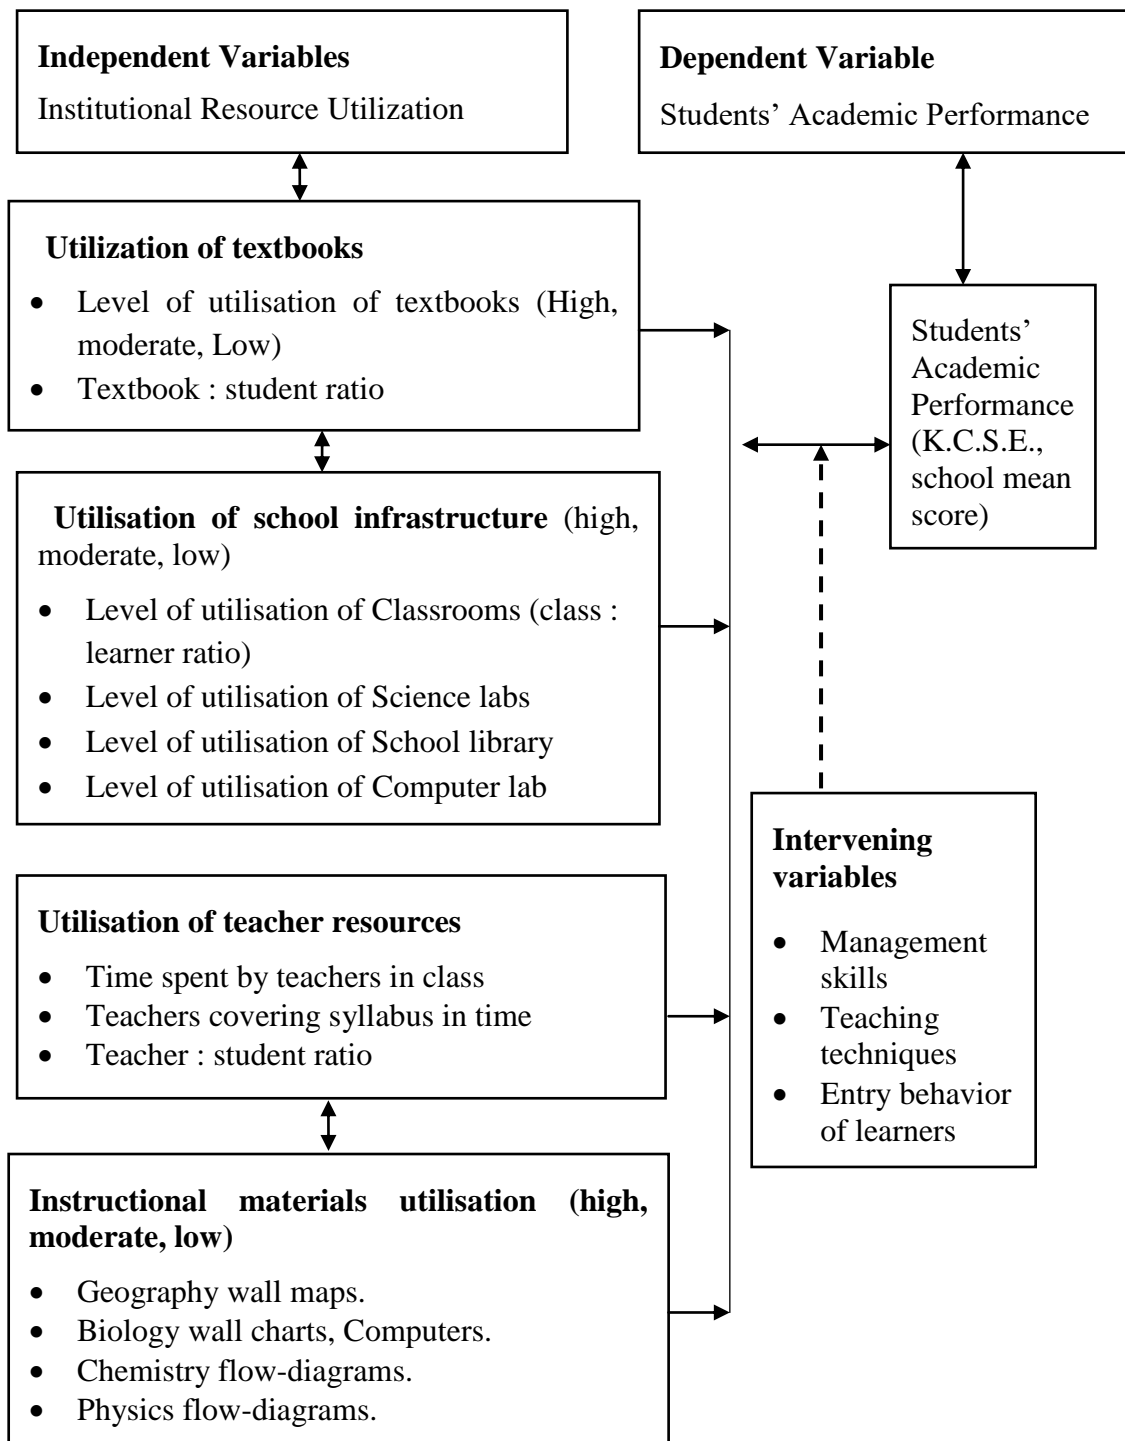 Independent Variables
Institutional Resource Utilization
Dependent Variable
Students’ Academic Performance
Utilization of textbooks
• Level of utilisation of textbooks (High,
moderate, Low)
• Textbook : student ratio
Students’
Academic
Performance
(K.C.S.E.,
school mean
score)
Utilisation of school infrastructure (high,
moderate, low)
• Level of utilisation of Classrooms (class :
learner ratio)
• Level of utilisation of Science labs
• Level of utilisation of School library
• Level of utilisation of Computer lab
Intervening
variables
• Management
skills
• Teaching
techniques
• Entry behavior
of learners
Utilisation of teacher resources
• Time spent by teachers in class
• Teachers covering syllabus in time
• Teacher : student ratio
Instructional materials utilisation (high,
moderate, low)
• Geography wall maps.
• Biology wall charts, Computers.
• Chemistry flow-diagrams.
• Physics flow-diagrams.